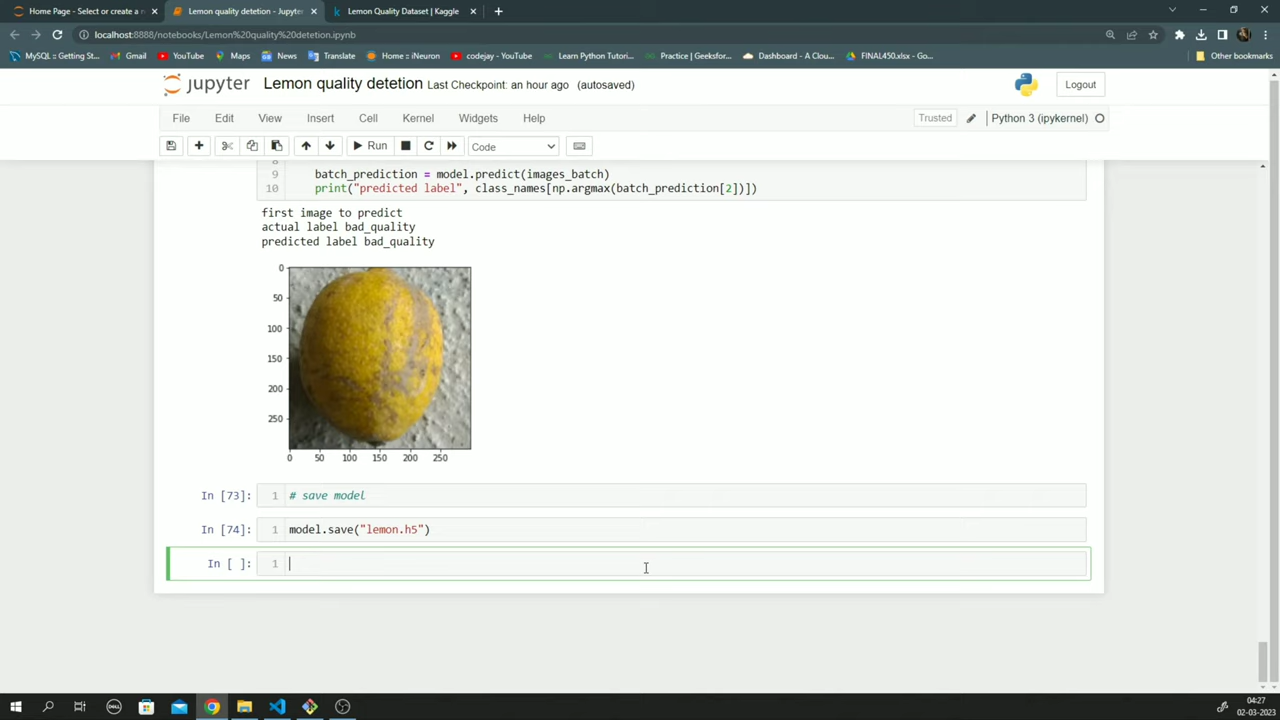 Home Page - Select or create a n
Lemon quality detetion - Jupyter
Lemon Quality Dataset | Kaggle
localhost:8888/notebooks/Lemon%20quality%20detetion.ipynb
MySQL :: Getting St...
Gmail
YouTube
Maps
News
Translate
Home :: iNeuron
codejay - YouTube
Learn Python Tutori...
Practice | Geeksfor...
Dashboard – A Clou...
FINAL450.xlsx - Go...
Other bookmarks
jupyter Lemon quality detetion Last Checkpoint: an hour ago (autosaved)
Logout
File Edit View Insert Cell Kernel Widgets Help
Trusted
Python 3 (ipykernel)
Run
Code
8
9 batch_prediction = model.predict(images_batch)
10 print("predicted label", class_names[np.argmax(batch_prediction[2])])
first image to predict
actual label bad_quality
predicted label bad_quality
0
50
100
150
200
250
0 50 100 150 200 250
In [73]: 1 # save model
In [74]: 1 model.save("lemon.h5")
In [ ]: 1
04:27
02-03-2023